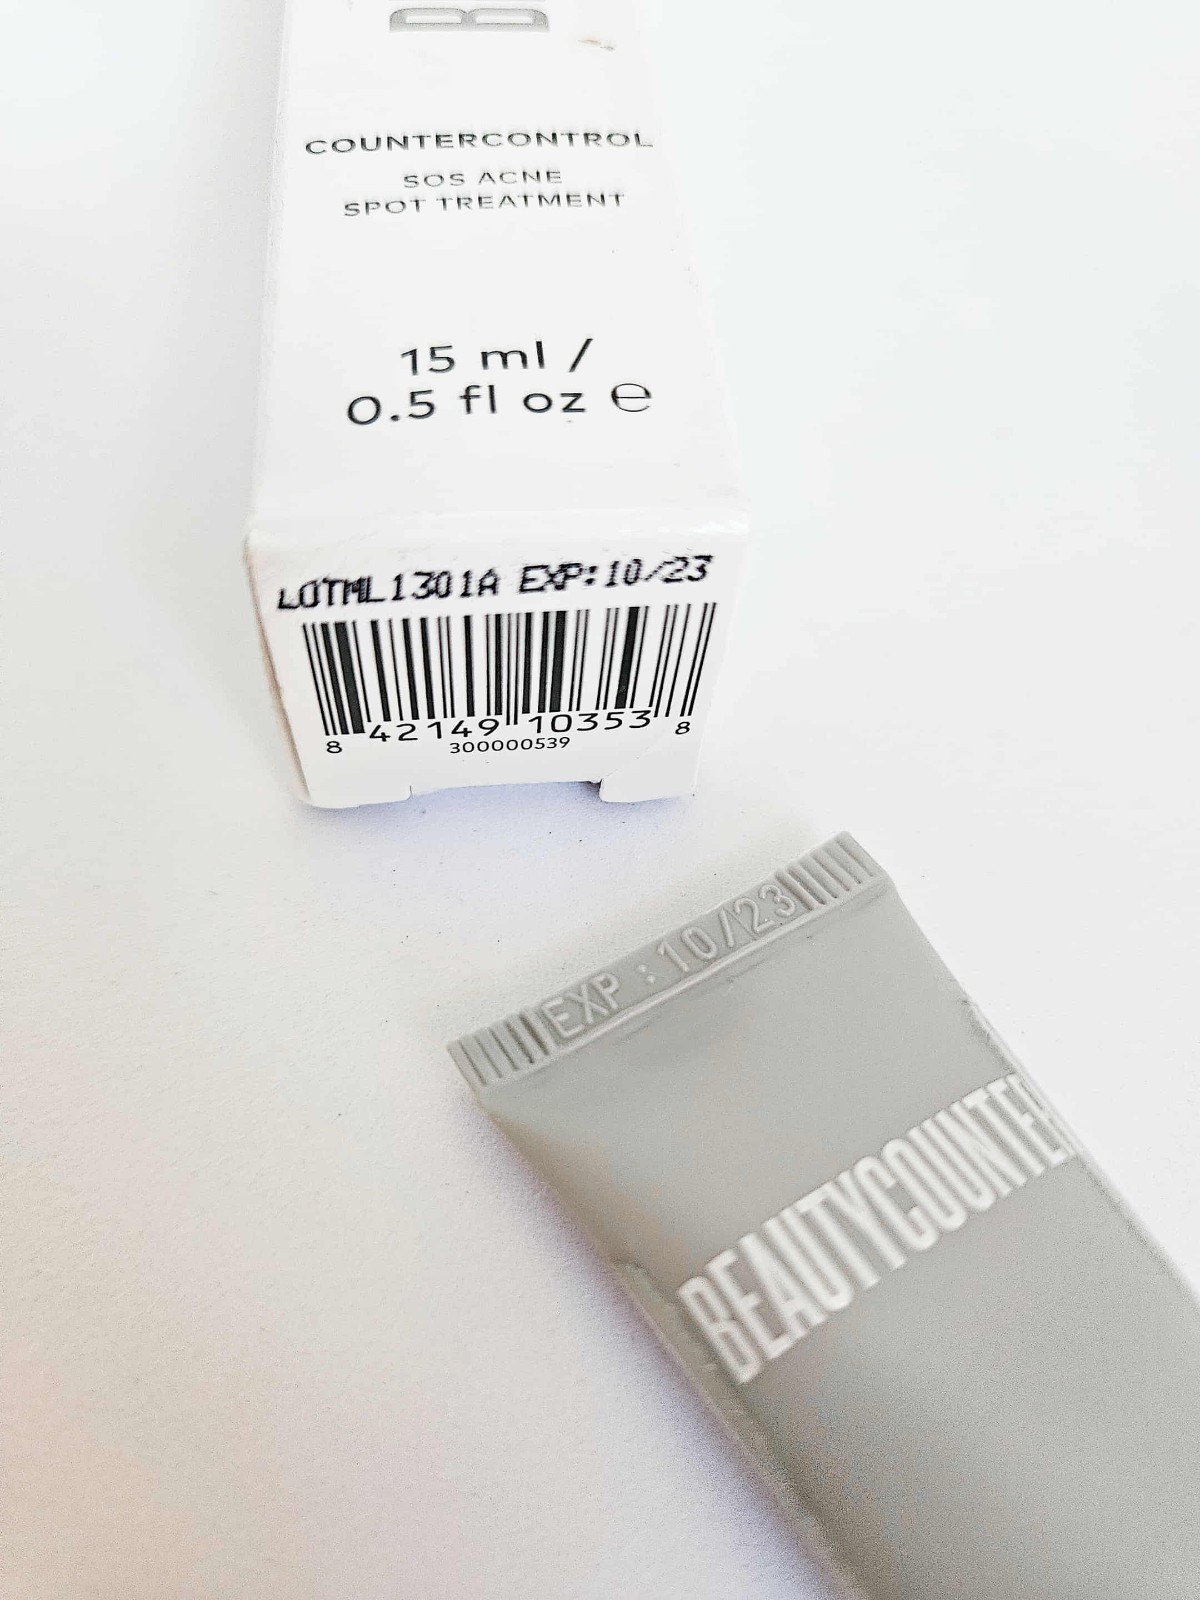 B
COUNTERCONTROL
SOS ACNE
SPOT TREATMENT
15 ml /
0.5 fl oz ℮
LOTML1301A EXP:10/23
8 42149 10353 8
300000539
EXP : 10/23
BEAUTYCOUNTER